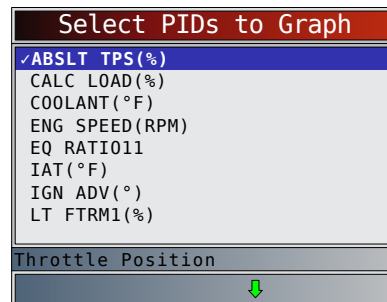 Select PIDs to Graph
✓ABSLT TPS(%)
CALC LOAD(%)
COOLANT(°F)
ENG SPEED(RPM)
EQ RATIO11
IAT(°F)
IGN ADV(°)
LT FTRM1(%)
Throttle Position